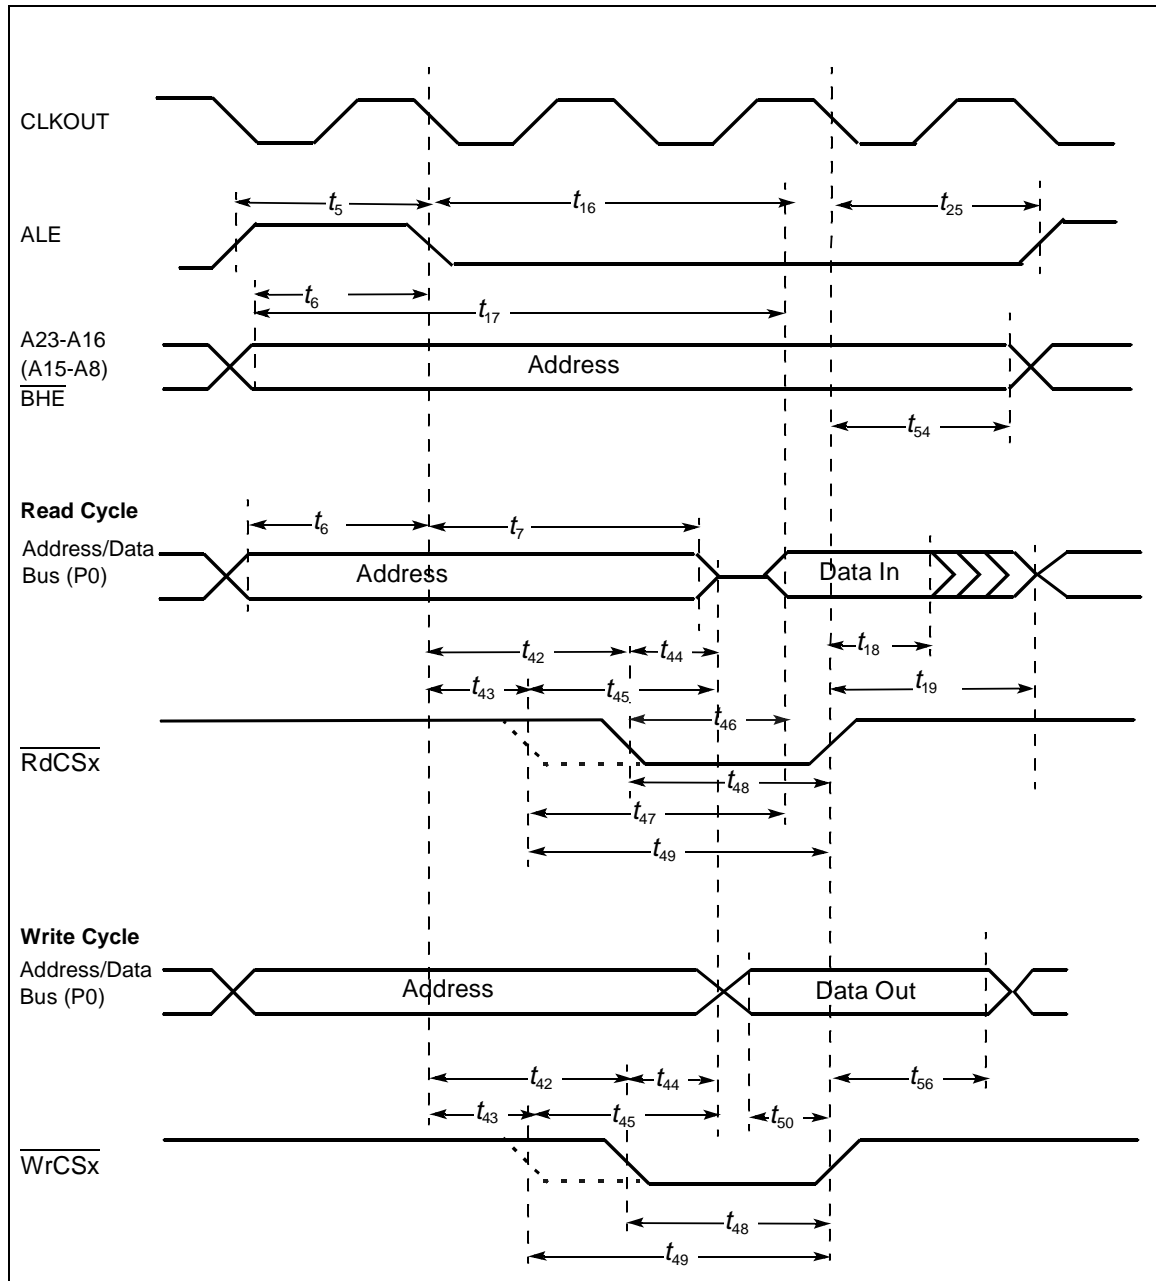 CLKOUT
t5
t16
t25
ALE
t6
t17
A23-A16
(A15-A8)
BHE
Address
t54
Read Cycle
t6
t7
Address/Data
Bus (P0)
Address
Data In
t42
t44
t18
t43
t45
t19
t46
RdCSx
t48
t47
t49
Write Cycle
Address/Data
Bus (P0)
Address
Data Out
t42
t44
t56
t43
t45
t50
WrCSx
t48
t49